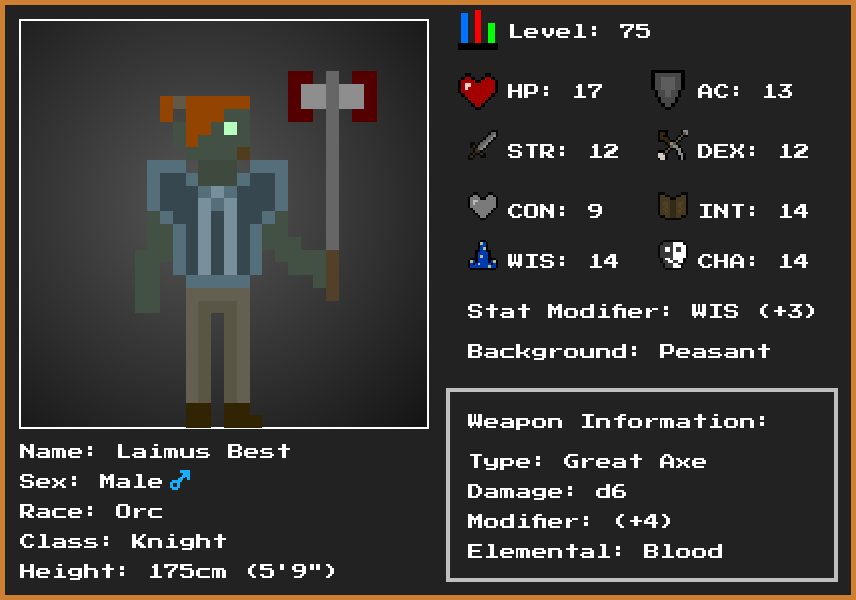 Level: 75
HP: 17
AC: 13
STR: 12
DEX: 12
CON: 9
INT: 14
WIS: 14
CHA: 14
Stat Modifier: WIS (+3)
Background: Peasant
Weapon Information:
Type: Great Axe
Damage: d6
Modifier: (+4)
Elemental: Blood
Name: Laimus Best
Sex: Male ♂
Race: Orc
Class: Knight
Height: 175cm (5'9")